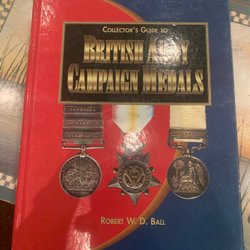 COLLECTOR'S GUIDE TO
BRITISH ARMY
CAMPAIGN MEDALS
ROBERT W. D. BALL